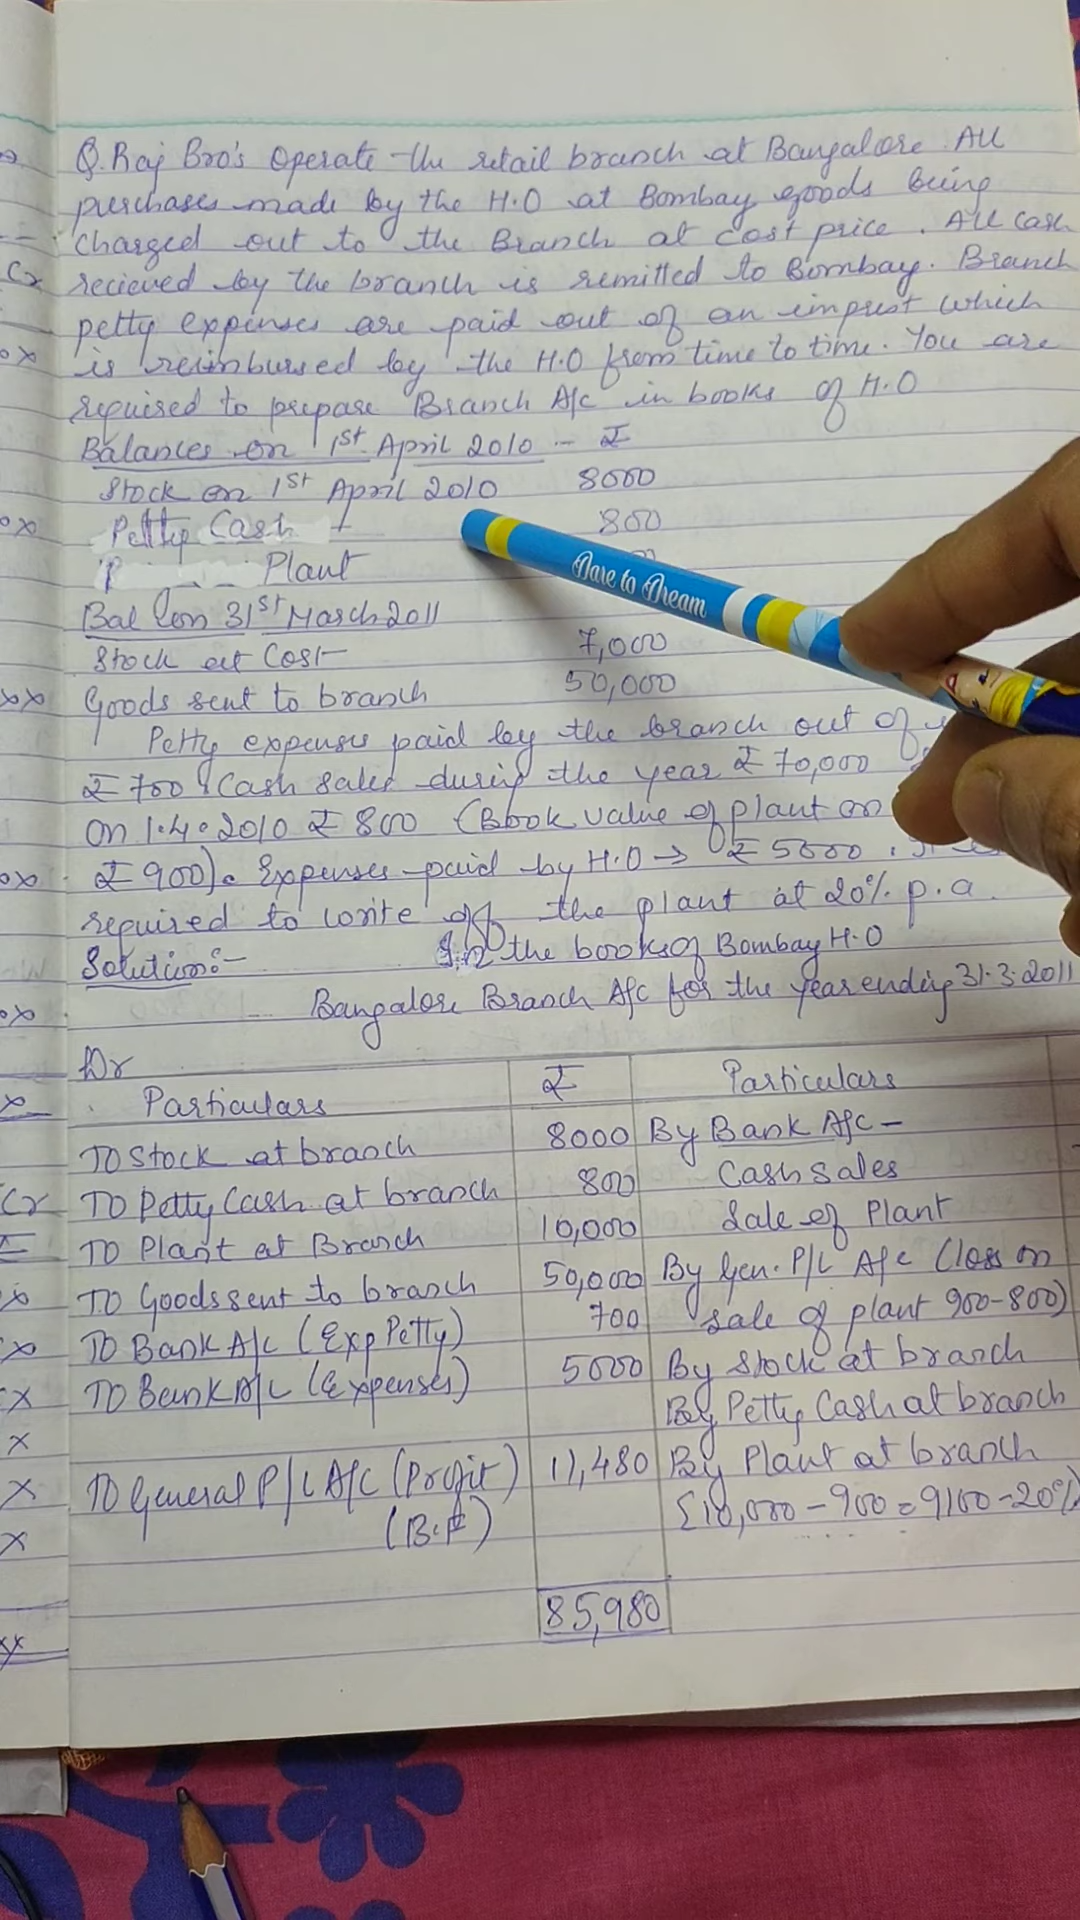 Q. Raj Bro's Operate the retail branch at Bangalore. All
purchases made by the H.O at Bombay goods being
charged out to the Branch at cost price. All cash
recieved by the branch is remitted to Bombay. Branch
petty expenses are paid out of an imprest which
is reimbursed by the H.O from time to time. You are
required to prepare Branch A/c in books of H.O
Balances on 1st April 2010 - ₹
Stock on 1st April 2010 8000
Petty Cash 800
Plant
Bal on 31st March 2011
Stock at Cost 7,000
Goods sent to branch 50,000
Petty expenses paid by the branch out of
₹ 700 Cash sales during the year ₹ 70,000
on 1.4.2010 ₹ 800 (Book value of plant on
₹ 900). Expenses paid by H.O → ₹ 5000.
required to write off the plant at 20% p.a.
Solution:- In the books of Bombay H.O
Bangalore Branch A/c for the year ending 31.3.2011
Dr
Particulars ₹ Particulars
To Stock at branch 8000 By Bank A/c -
To Petty Cash at branch 800 Cash sales
To Plant at Branch 10,000 Sale of Plant
To Goods sent to branch 50,000 By Gen. P/L A/c (loss on
To Bank A/c (Exp Petty) 700 sale of plant 900-800)
To Bank A/c (Expenses) 5000 By Stock at branch
By Petty Cash at branch
To General P/L A/c (Profit) 11,480 By Plant at branch
(B.F) {10,000 - 900 = 9100 - 20%}
85,980
Dare to Dream